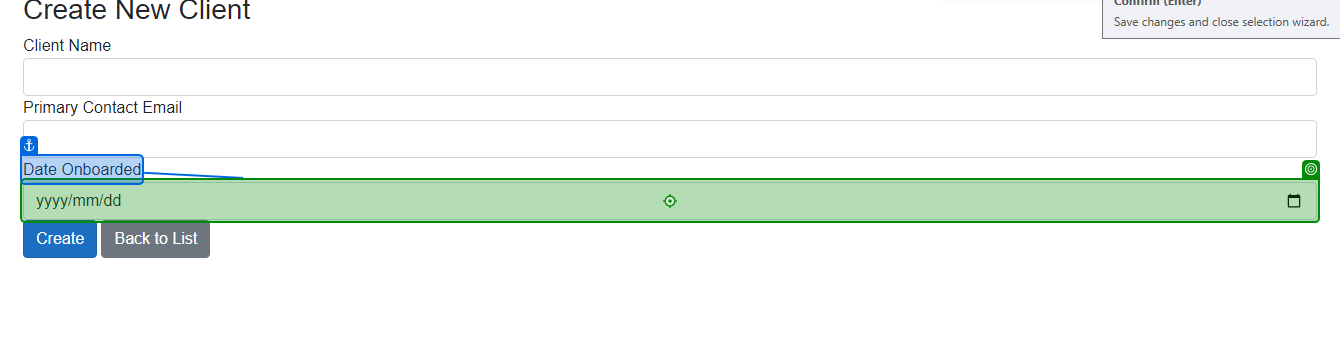 Create New Client
Confirm (Enter)
Save changes and close selection wizard.
Client Name
Primary Contact Email
Date Onboarded
yyyy/mm/dd
Create Back to List